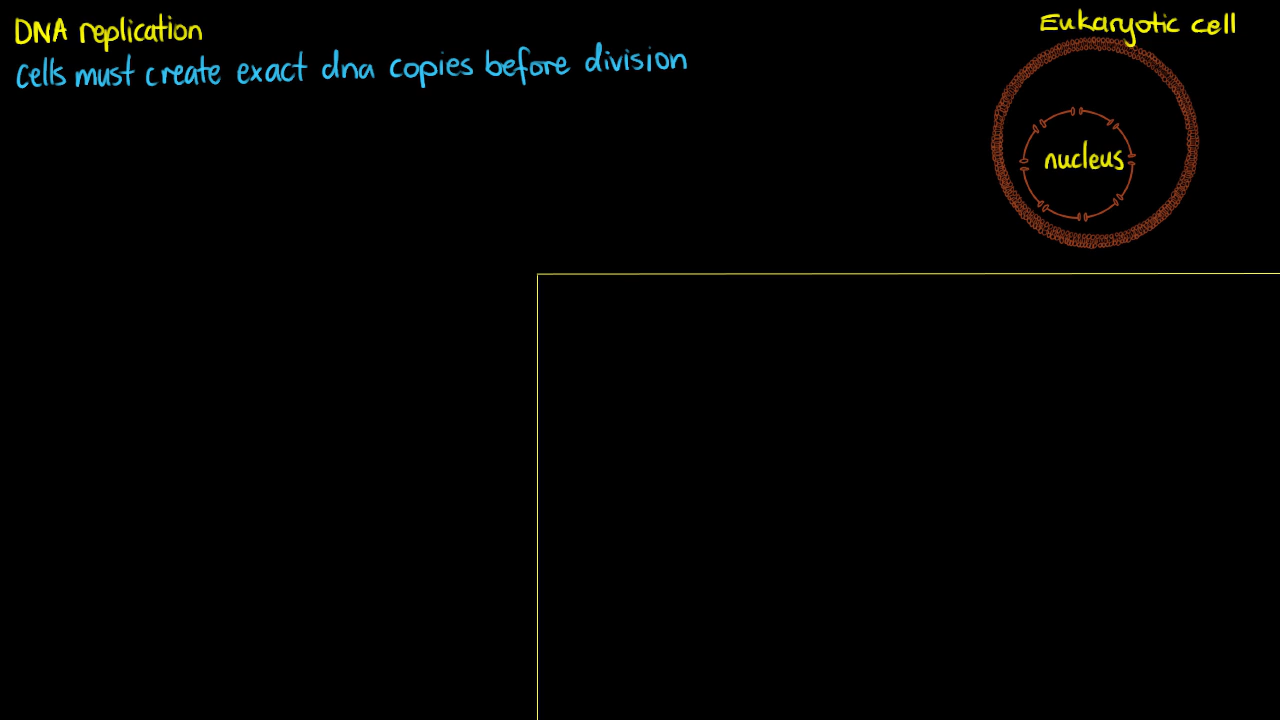 DNA replication
Cells must create exact dna copies before division
Eukaryotic cell
nucleus